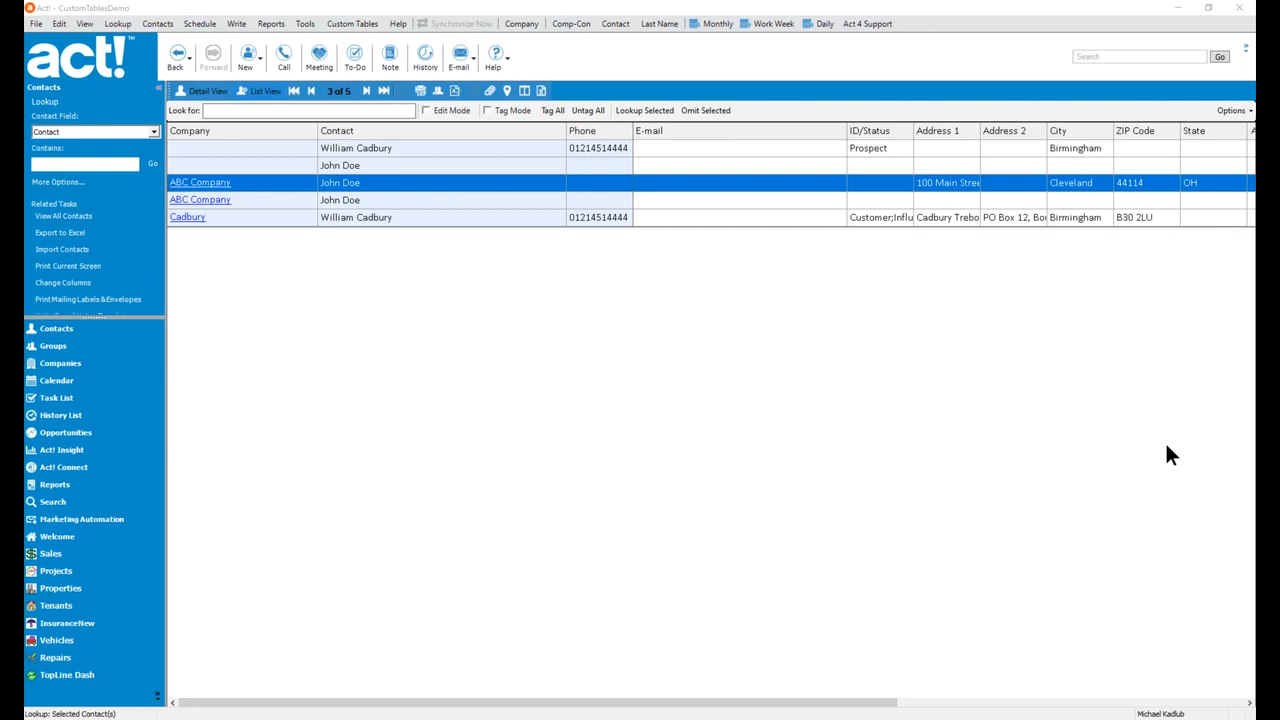 Act! - CustomTablesDemo
File Edit View Lookup Contacts Schedule Write Reports Tools Custom Tables Help Synchronize Now Company Comp-Con Contact Last Name Monthly Work Week Daily Act 4 Support
act!™
Back Forward New Call Meeting To-Do Note History E-mail Help
Search Go
Contacts
Detail View List View 3 of 5
Lookup
Look for: Edit Mode Tag Mode Tag All Untag All Lookup Selected Omit Selected Options
Contact Field:
Contact
Contains:
Go
More Options...
Related Tasks
View All Contacts
Export to Excel
Import Contacts
Print Current Screen
Change Columns
Print Mailing Labels & Envelopes
Company Contact Phone E-mail ID/Status Address 1 Address 2 City ZIP Code State
William Cadbury 01214514444 Prospect Birmingham
John Doe
ABC Company John Doe 100 Main Stree Cleveland 44114 OH
ABC Company John Doe
Cadbury William Cadbury 01214514444 Customer;Influ Cadbury Trebo PO Box 12, Bo Birmingham B30 2LU
Contacts
Groups
Companies
Calendar
Task List
History List
Opportunities
Act! Insight
Act! Connect
Reports
Search
Marketing Automation
Welcome
Sales
Projects
Properties
Tenants
InsuranceNew
Vehicles
Repairs
TopLine Dash
Lookup: Selected Contact(s) Michael Kadlub